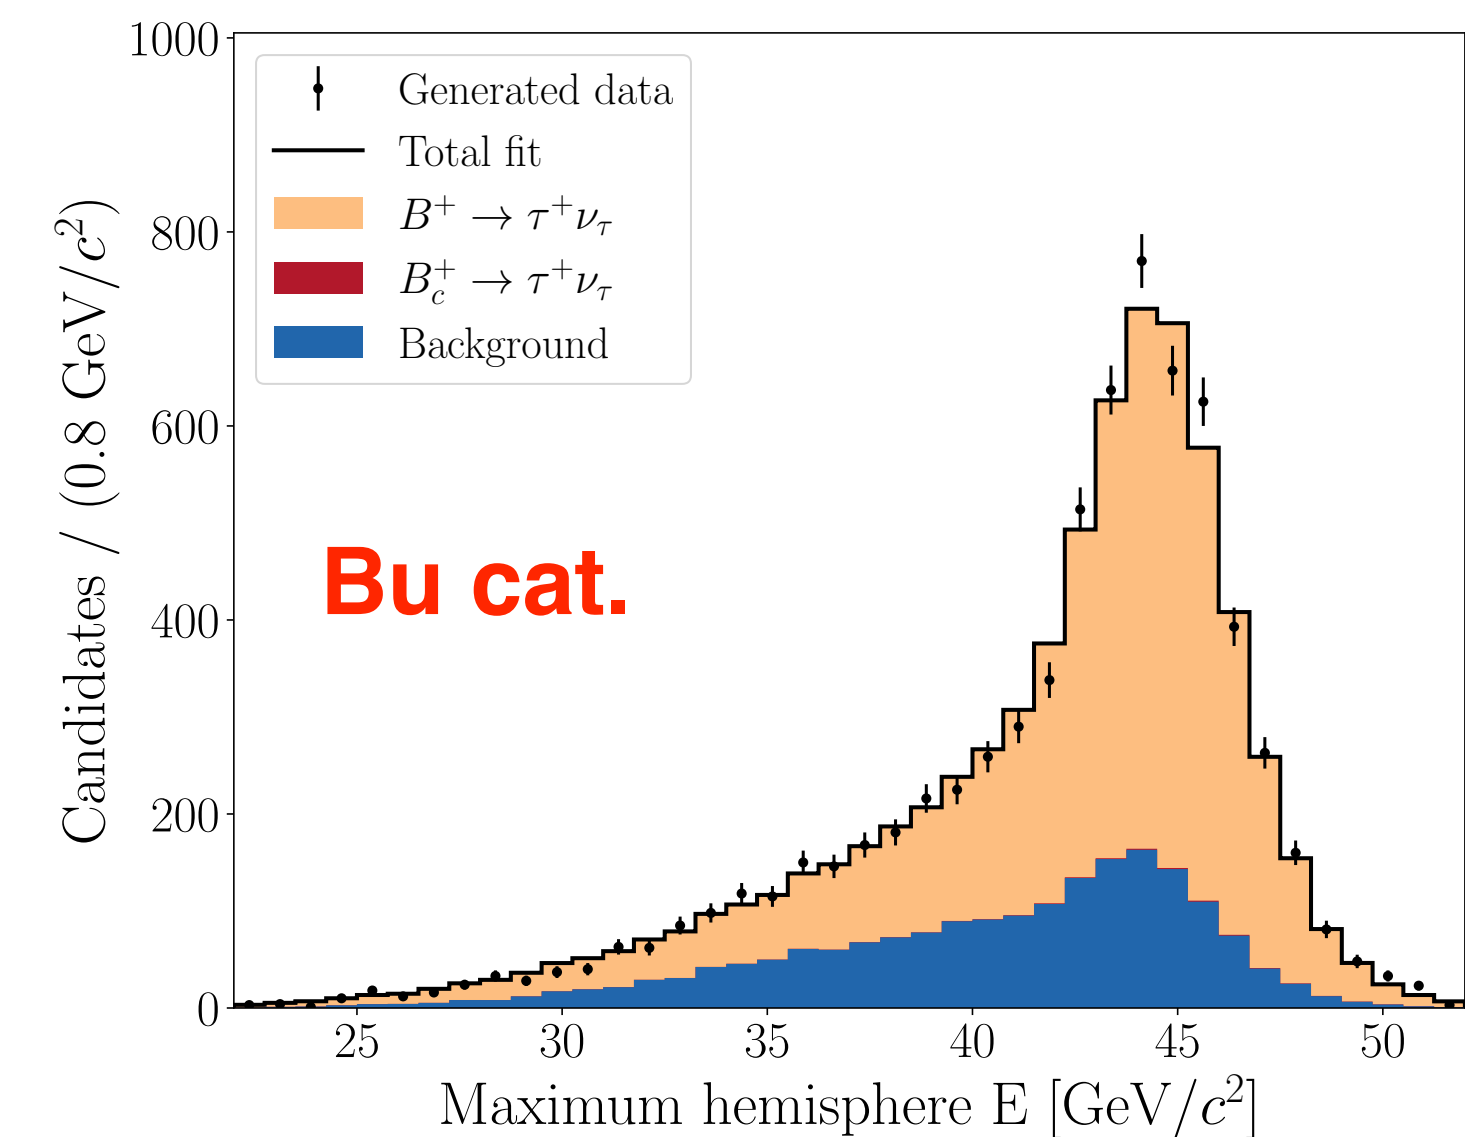 1000
800
600
400
200
0
Candidates / (0.8 GeV/c²)
Generated data
Total fit
B⁺ → τ⁺ν_τ
B_c⁺ → τ⁺ν_τ
Background
Bu cat.
25 30 35 40 45 50
Maximum hemisphere E [GeV/c²]